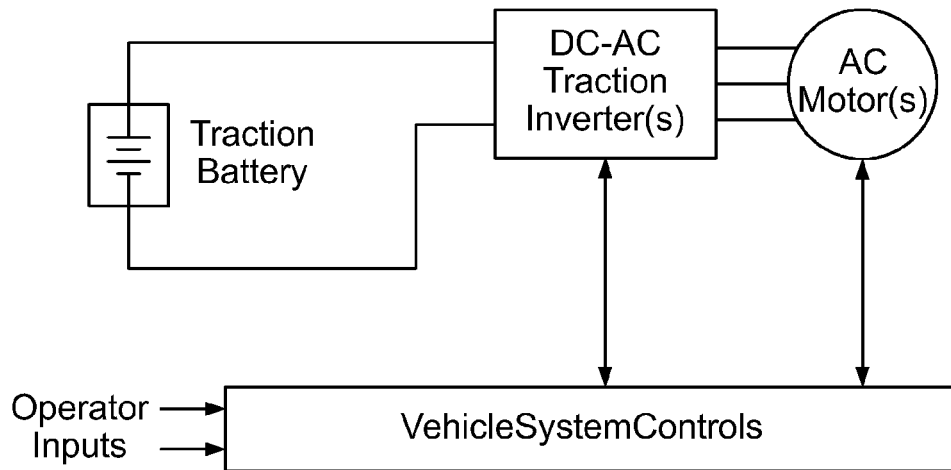 DC-AC
Traction
Inverter(s)
AC
Motor(s)
Traction
Battery
Operator
Inputs
VehicleSystemControls